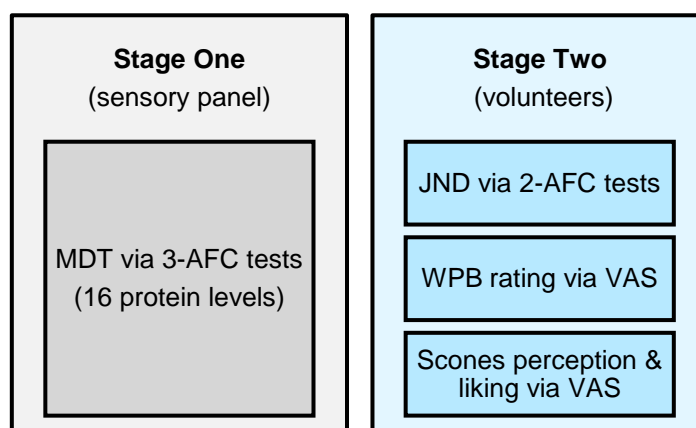 Stage One
(sensory panel)
MDT via 3-AFC tests
(16 protein levels)
Stage Two
(volunteers)
JND via 2-AFC tests
WPB rating via VAS
Scones perception &
liking via VAS